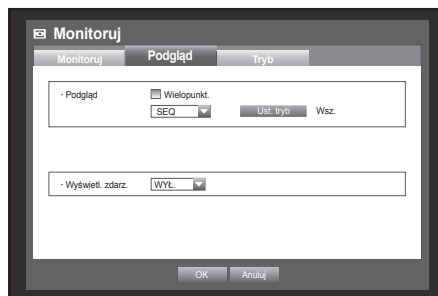 Monitoruj
Monitoruj Podgląd Tryb
· Podgląd Wielopunkt.
SEQ Ust. tryb Wsz.
· Wyświetl. zdarz. WYŁ.
OK Anuluj